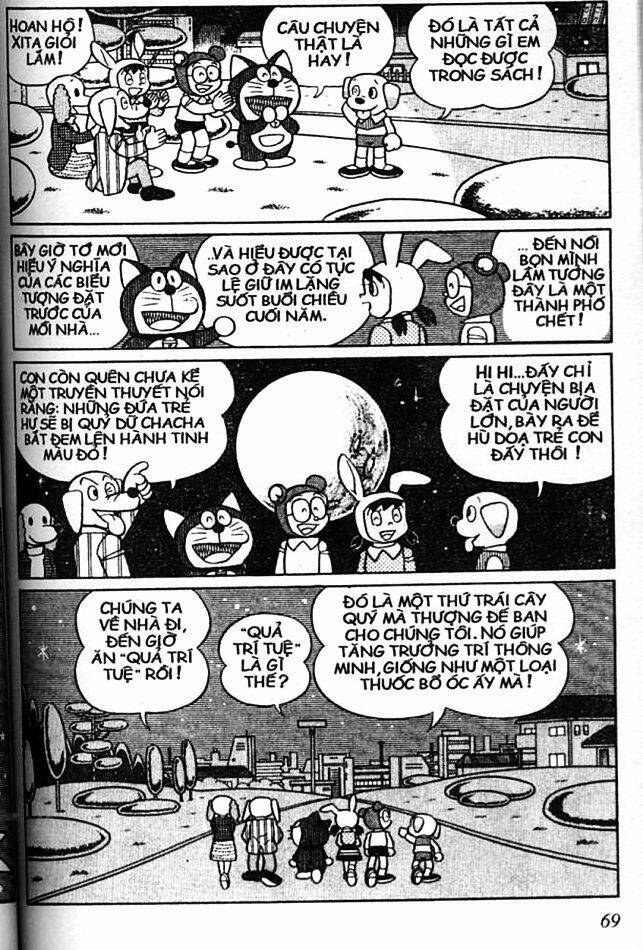 HOAN HÔ!
XITA GIỎI
LẮM!
CÂU CHUYỆN
THẬT LÀ
HAY!
ĐÓ LÀ TẤT CẢ
NHỮNG GÌ EM
ĐỌC ĐƯỢC
TRONG SÁCH!
BÂY GIỜ TỚ MỚI
HIỂU Ý NGHĨA
CỦA CÁC BIỂU
TƯỢNG ĐẶT
TRƯỚC CỦA
MỖI NHÀ...
..VÀ HIỂU ĐƯỢC TẠI
SAO Ở ĐÂY CÓ TỤC
LỆ GIỮ IM LẶNG
SUỐT BUỔI CHIỀU
CUỐI NĂM.
... ĐẾN NỖI
BỌN MÌNH
LẦM TƯỞNG
ĐÂY LÀ MỘT
THÀNH PHỐ
CHẾT!
CON CÒN QUÊN CHƯA KỂ
MỘT TRUYỀN THUYẾT NÓI
RẰNG: NHỮNG ĐỨA TRẺ
HƯ SẼ BỊ QUỶ DỮ CHACHA
BẮT ĐEM LÊN HÀNH TINH
MÀU ĐỎ!
HI HI...ĐẤY CHỈ
LÀ CHUYỆN BỊA
ĐẶT CỦA NGƯỜI
LỚN, BÀY RA ĐỂ
HÙ DỌA TRẺ CON
ĐẤY THÔI!
CHÚNG TA
VỀ NHÀ ĐI,
ĐẾN GIỜ
ĂN "QUẢ TRÍ
TUỆ" RỒI!
"QUẢ
TRÍ TUỆ"
LÀ GÌ
THẾ?
ĐÓ LÀ MỘT THỨ TRÁI CÂY
QUÝ MÀ THƯỢNG ĐẾ BAN
CHO CHÚNG TÔI. NÓ GIÚP
TĂNG TRƯỞNG TRÍ THÔNG
MINH, GIỐNG NHƯ MỘT LOẠI
THUỐC BỔ ÓC ẤY MÀ!
69